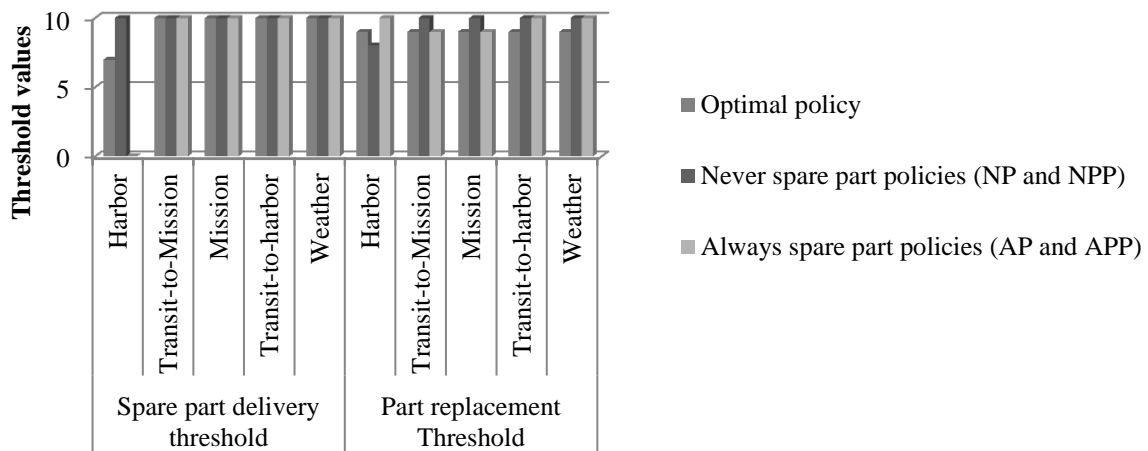 Threshold values
10
5
0
Harbor
Transit-to-Mission
Mission
Transit-to-harbor
Weather
Harbor
Transit-to-Mission
Mission
Transit-to-harbor
Weather
Spare part delivery
threshold
Part replacement
Threshold
Optimal policy
Never spare part policies (NP and NPP)
Always spare part policies (AP and APP)